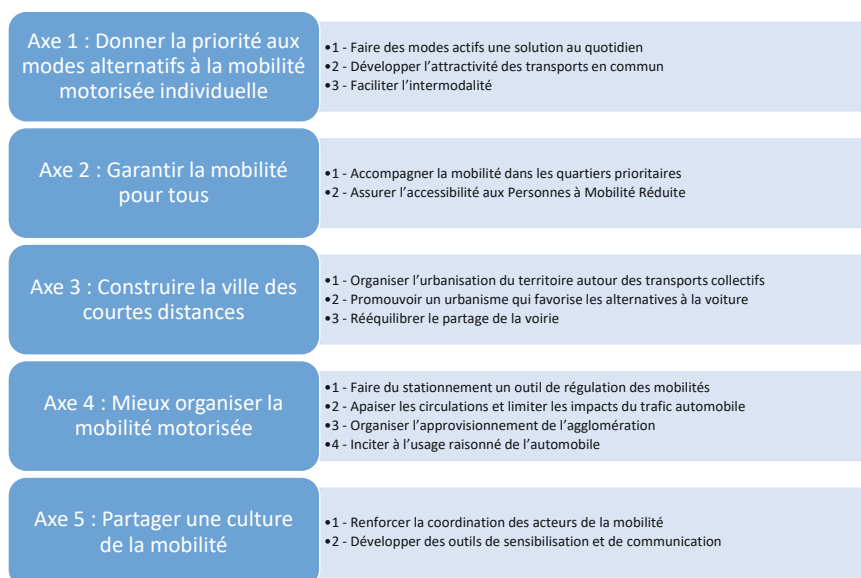 Axe 1 : Donner la priorité aux
modes alternatifs à la mobilité
motorisée individuelle
•1 - Faire des modes actifs une solution au quotidien
•2 - Développer l'attractivité des transports en commun
•3 - Faciliter l'intermodalité
Axe 2 : Garantir la mobilité
pour tous
•1 - Accompagner la mobilité dans les quartiers prioritaires
•2 - Assurer l'accessibilité aux Personnes à Mobilité Réduite
Axe 3 : Construire la ville des
courtes distances
•1 - Organiser l'urbanisation du territoire autour des transports collectifs
•2 - Promouvoir un urbanisme qui favorise les alternatives à la voiture
•3 - Rééquilibrer le partage de la voirie
Axe 4 : Mieux organiser la
mobilité motorisée
•1 - Faire du stationnement un outil de régulation des mobilités
•2 - Apaiser les circulations et limiter les impacts du trafic automobile
•3 - Organiser l'approvisionnement de l'agglomération
•4 - Inciter à l'usage raisonné de l'automobile
Axe 5 : Partager une culture
de la mobilité
•1 - Renforcer la coordination des acteurs de la mobilité
•2 - Développer des outils de sensibilisation et de communication